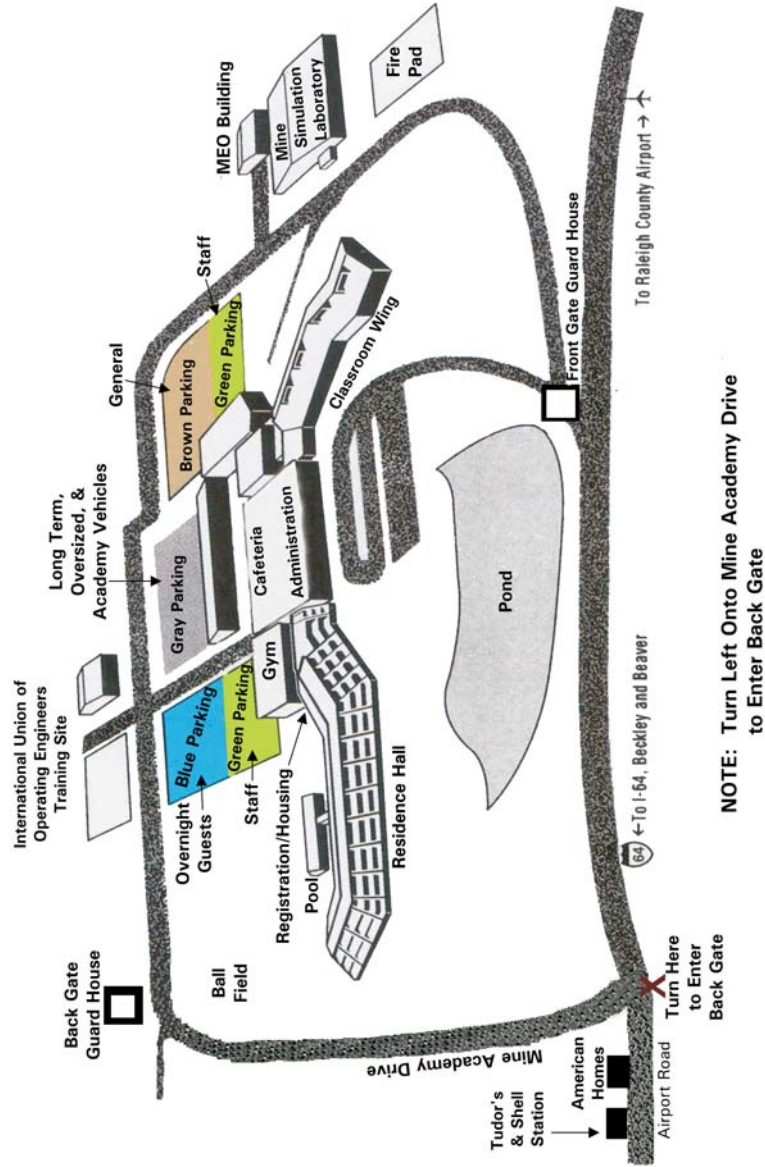 International Union of
Operating Engineers
Training Site
Long Term,
Oversized, &
Academy Vehicles
General
Staff
MEO Building
Mine
Simulation
Laboratory
Fire
Pad
Back Gate
Guard House
Overnight
Guests
Blue Parking
Green Parking
Staff
Gray Parking
Brown Parking
Green Parking
Ball
Field
Registration/Housing
Pool
Gym
Cafeteria
Administration
Classroom Wing
Residence Hall
Pond
Front Gate Guard House
Mine Academy Drive
Tudor's
& Shell
Station
American
Homes
Airport Road
Turn Here
to Enter
Back Gate
64 ←To I-64, Beckley and Beaver
To Raleigh County Airport →
NOTE: Turn Left Onto Mine Academy Drive
to Enter Back Gate